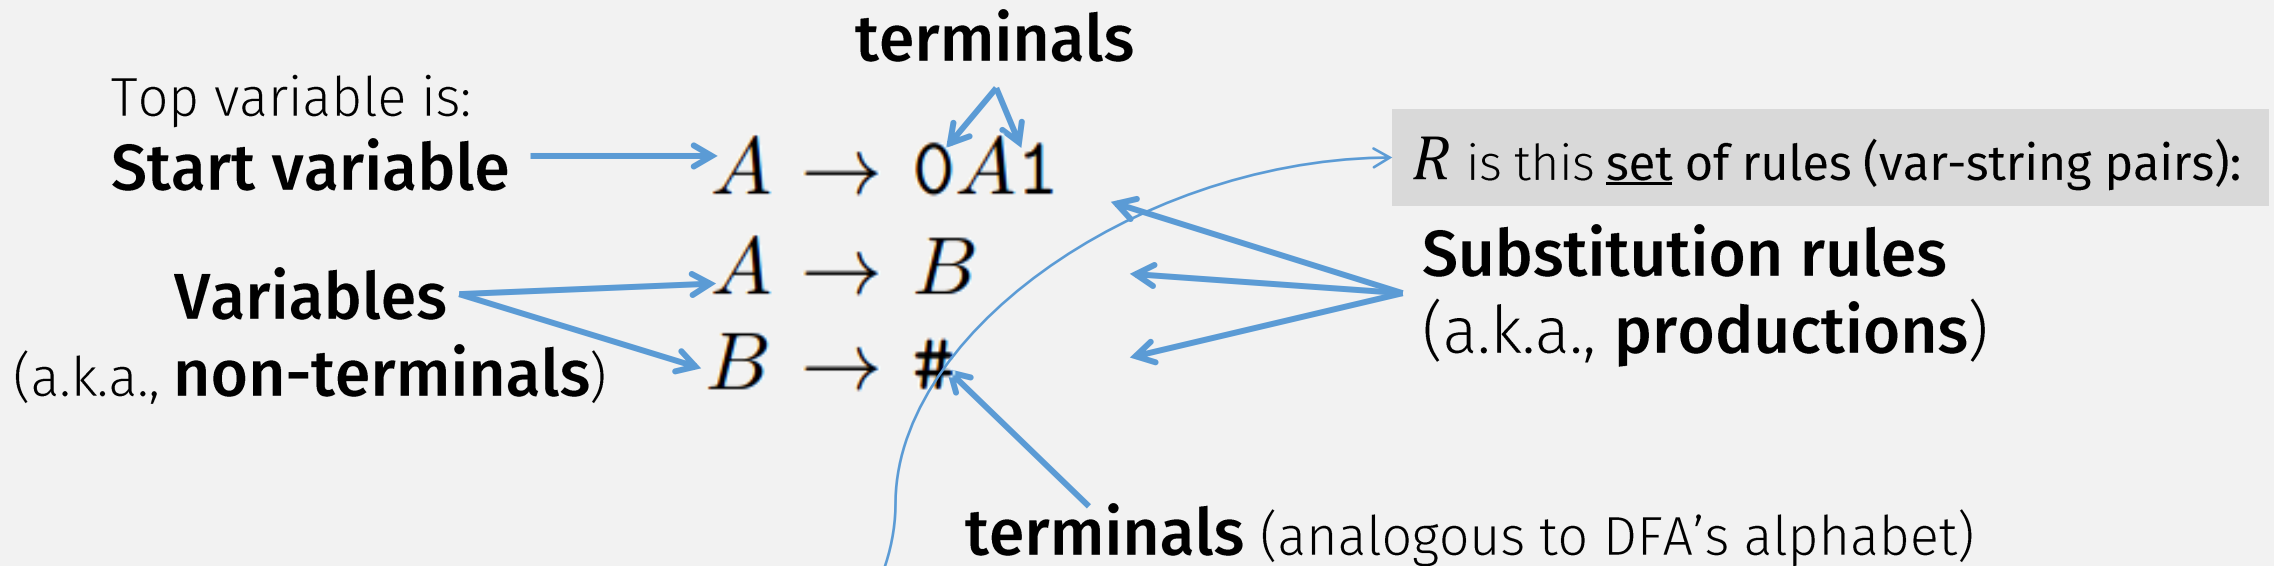 terminals
Top variable is:
Start variable
A → 0A1
R is this set of rules (var-string pairs):
A → B
Substitution rules
Variables
(a.k.a., productions)
B → #
(a.k.a., non-terminals)
terminals (analogous to DFA’s alphabet)